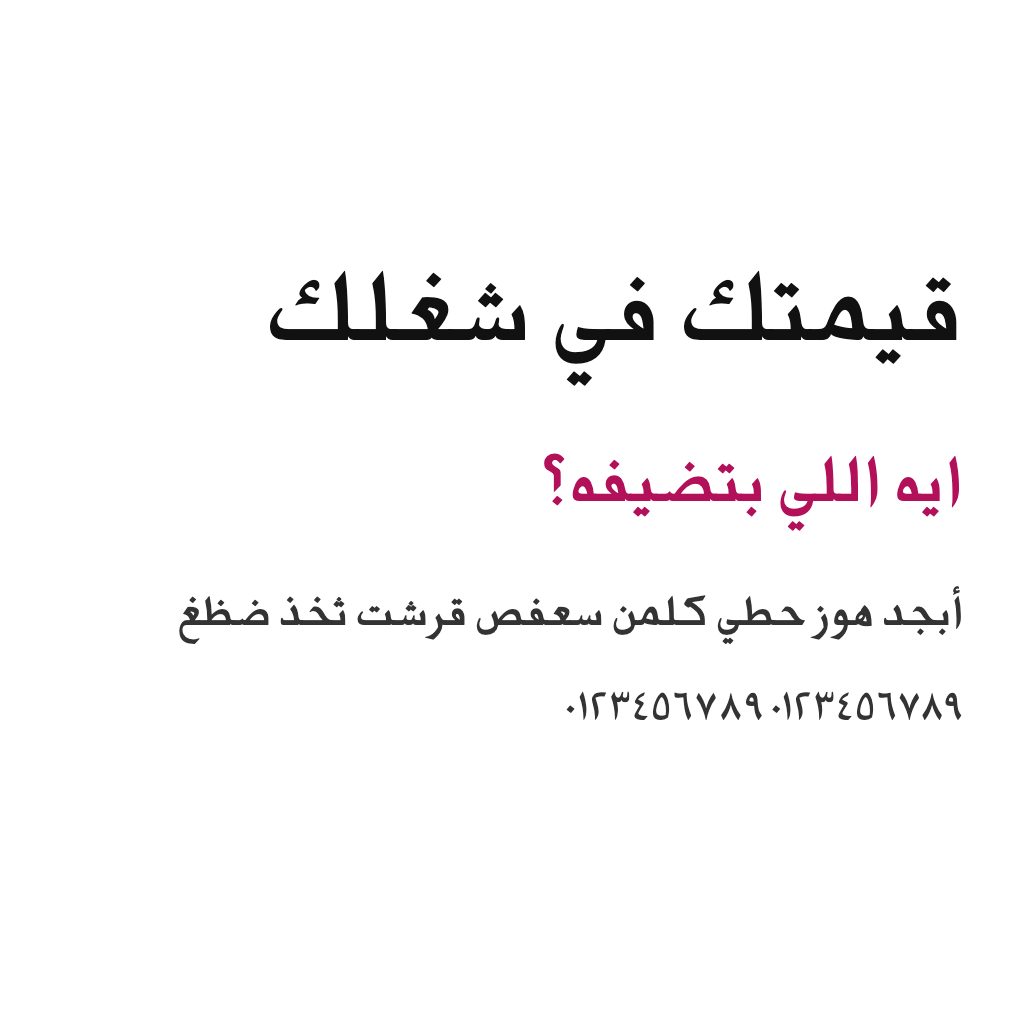 قيمتك في شغلك
ايه اللي بتضيفه؟
أبجد هوز حطي كلمن سعفص قرشت ثخذ ضظغ
٠١٢٣٤٥٦٧٨٩ ٠١٢٣٤٥٦٧٨٩